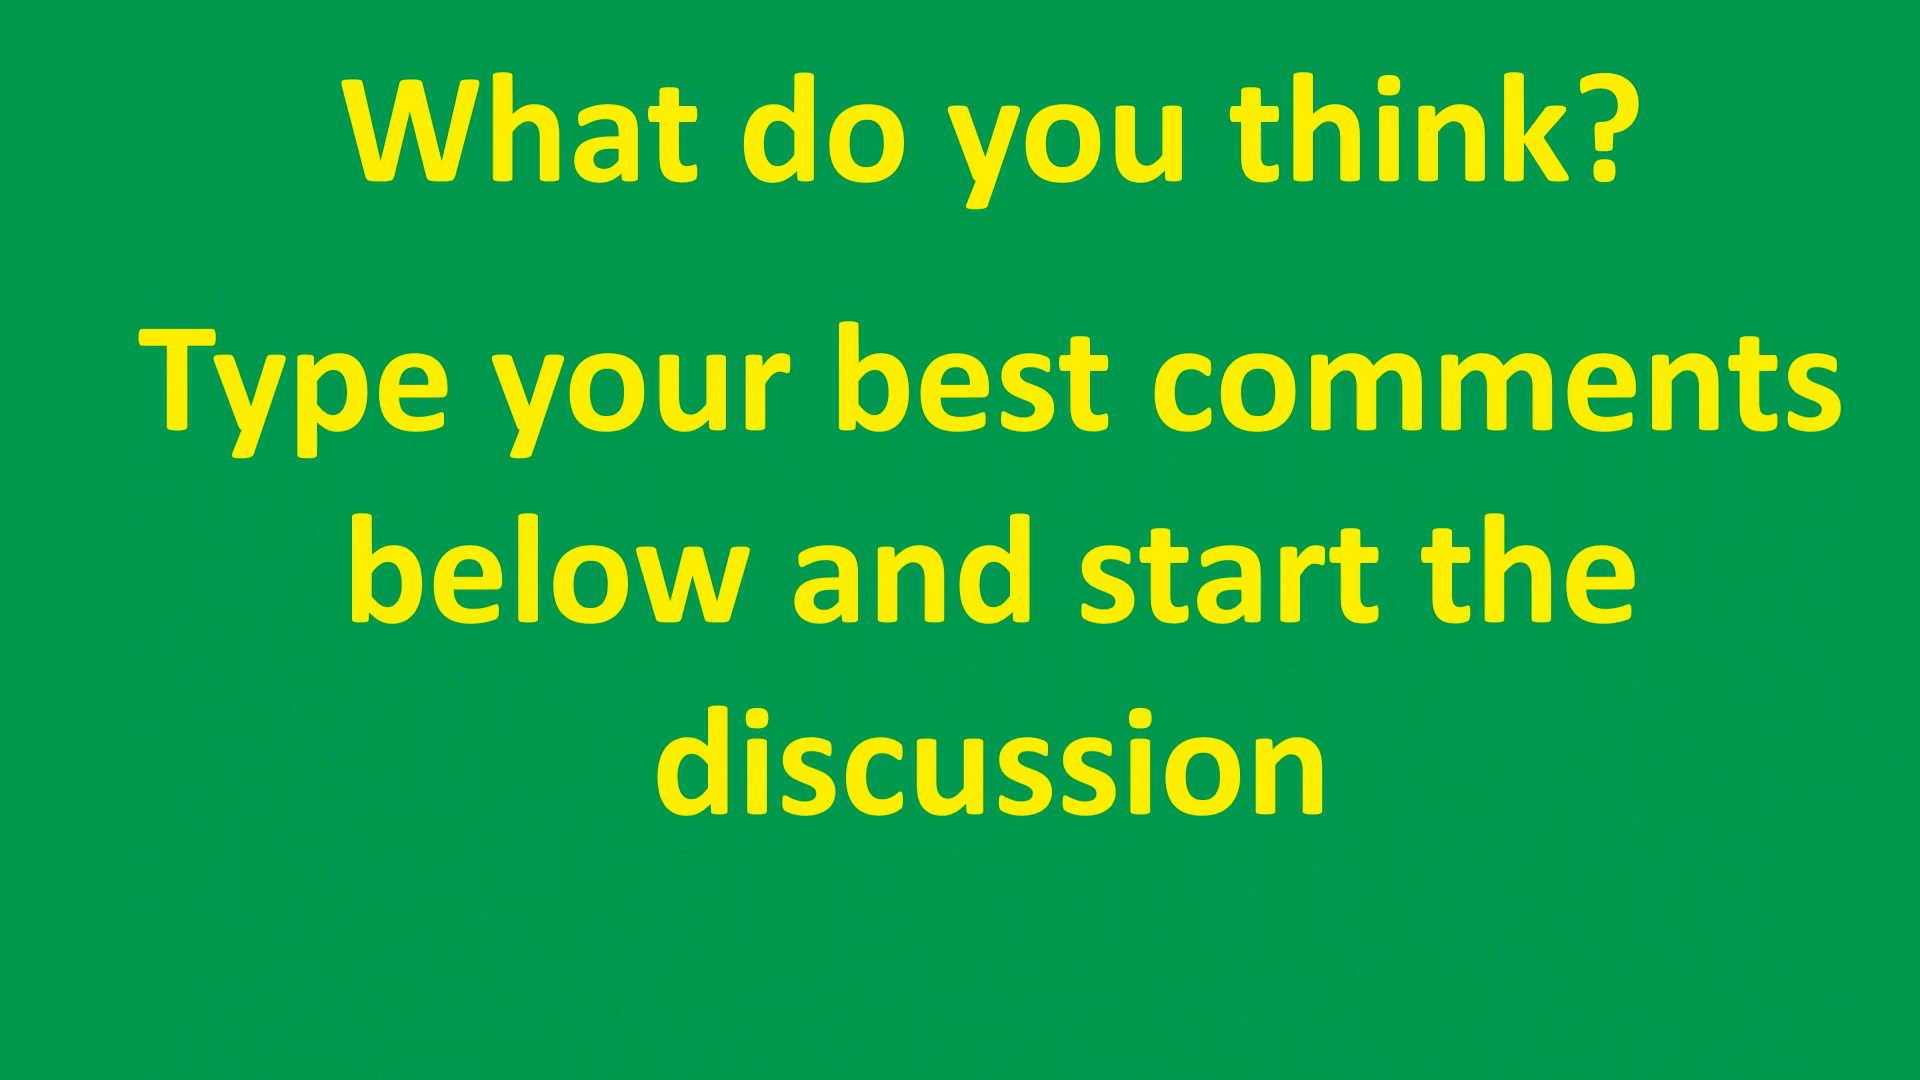 What do you think?
Type your best comments
below and start the
discussion